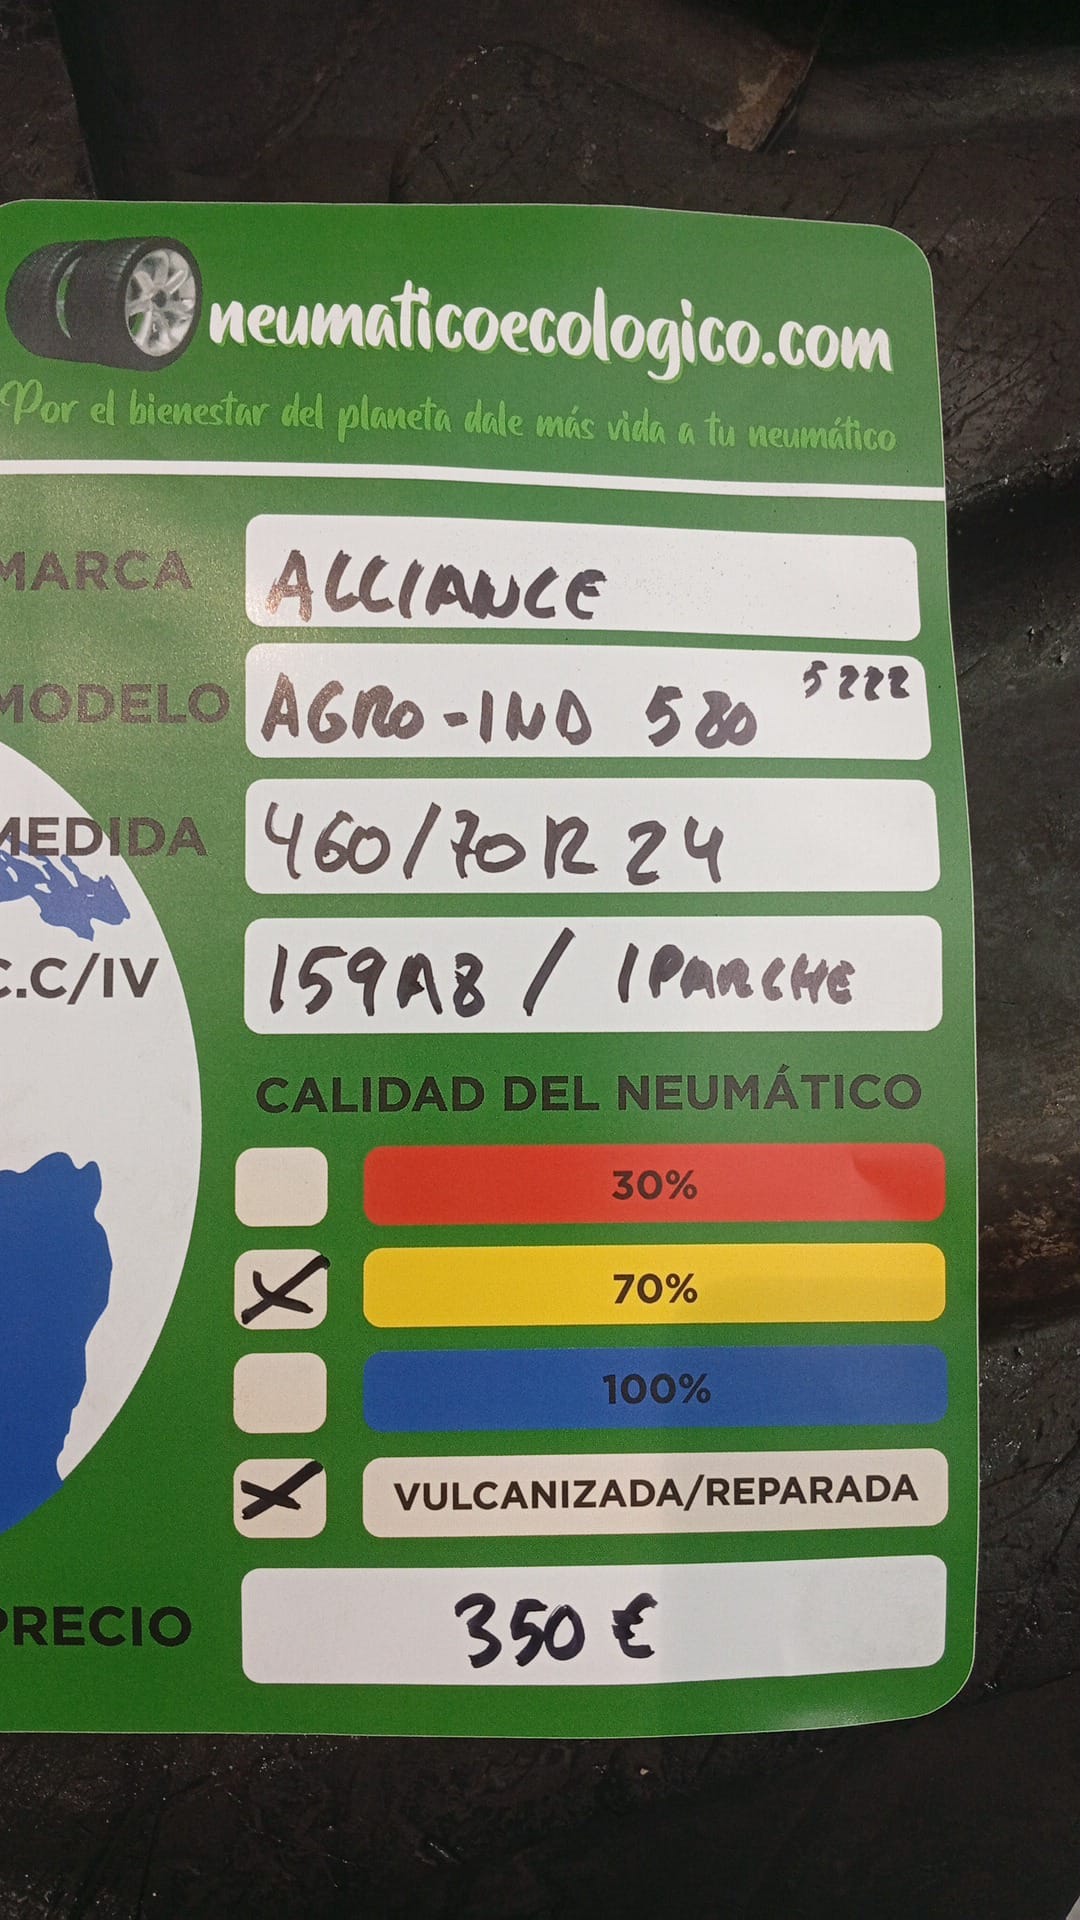 neumaticoecologico.com
Por el bienestar del planeta dale más vida a tu neumático
MARCA ALLIANCE
MODELO AGRO-IND 580 5222
MEDIDA 460/70R24
C.C/IV 159A8 / 1PARCHE
CALIDAD DEL NEUMÁTICO
30%
X 70%
100%
X VULCANIZADA/REPARADA
PRECIO 350 €